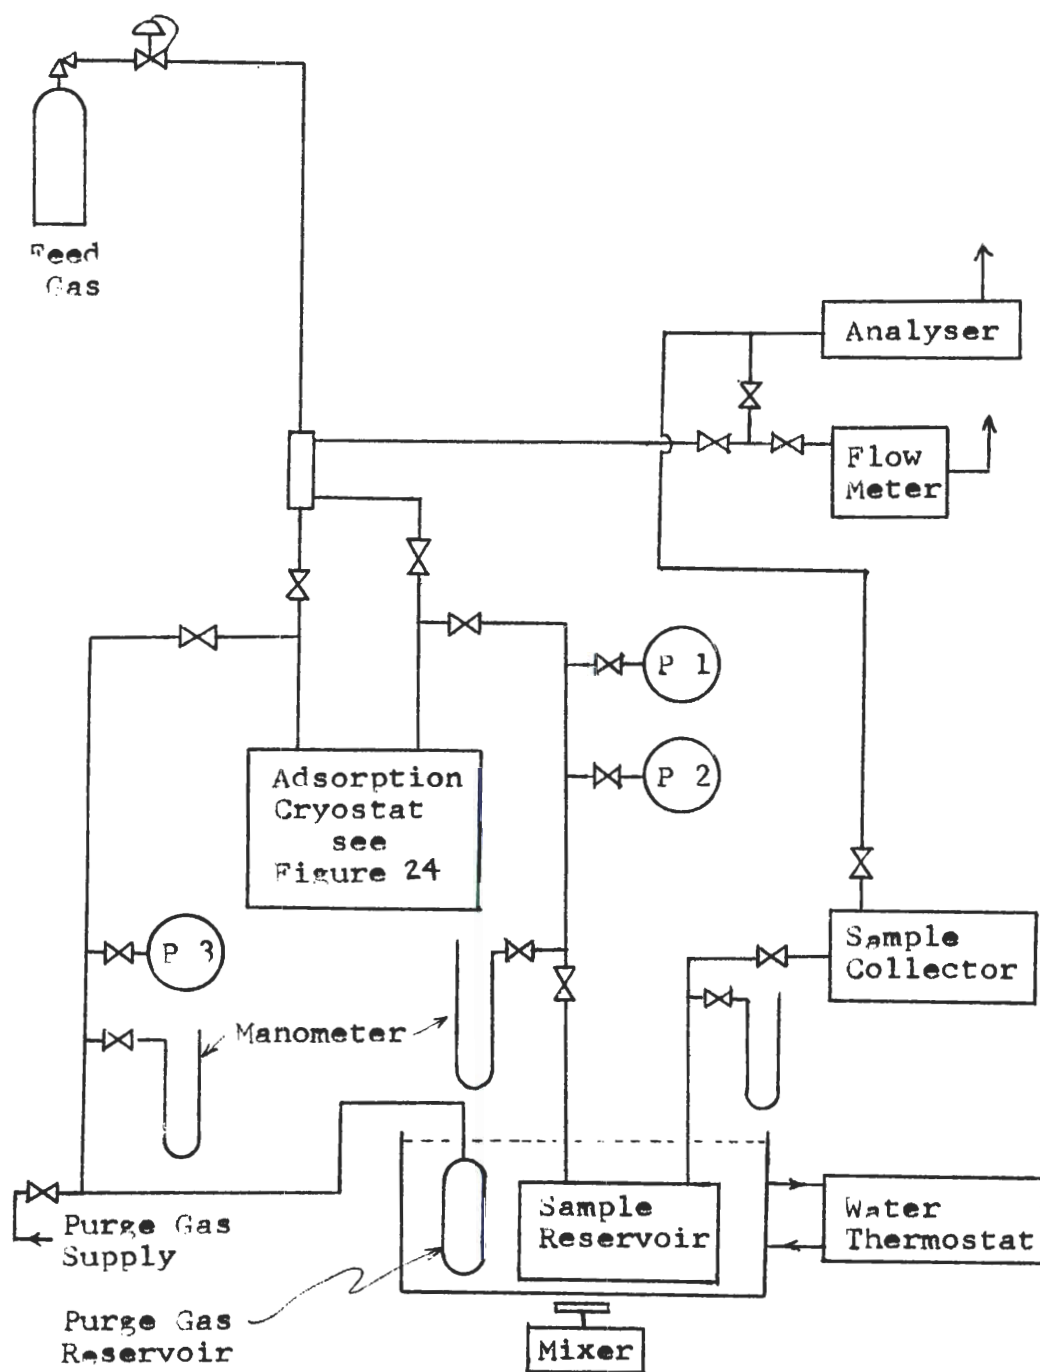 Feed
Gas
Analyser
Flow
Meter
P 1
P 2
Adsorption
Cryostat
see
Figure 24
P 3
Sample
Collector
Manometer
Purge Gas
Supply
Sample
Reservoir
Water
Thermostat
Purge Gas
Reservoir
Mixer